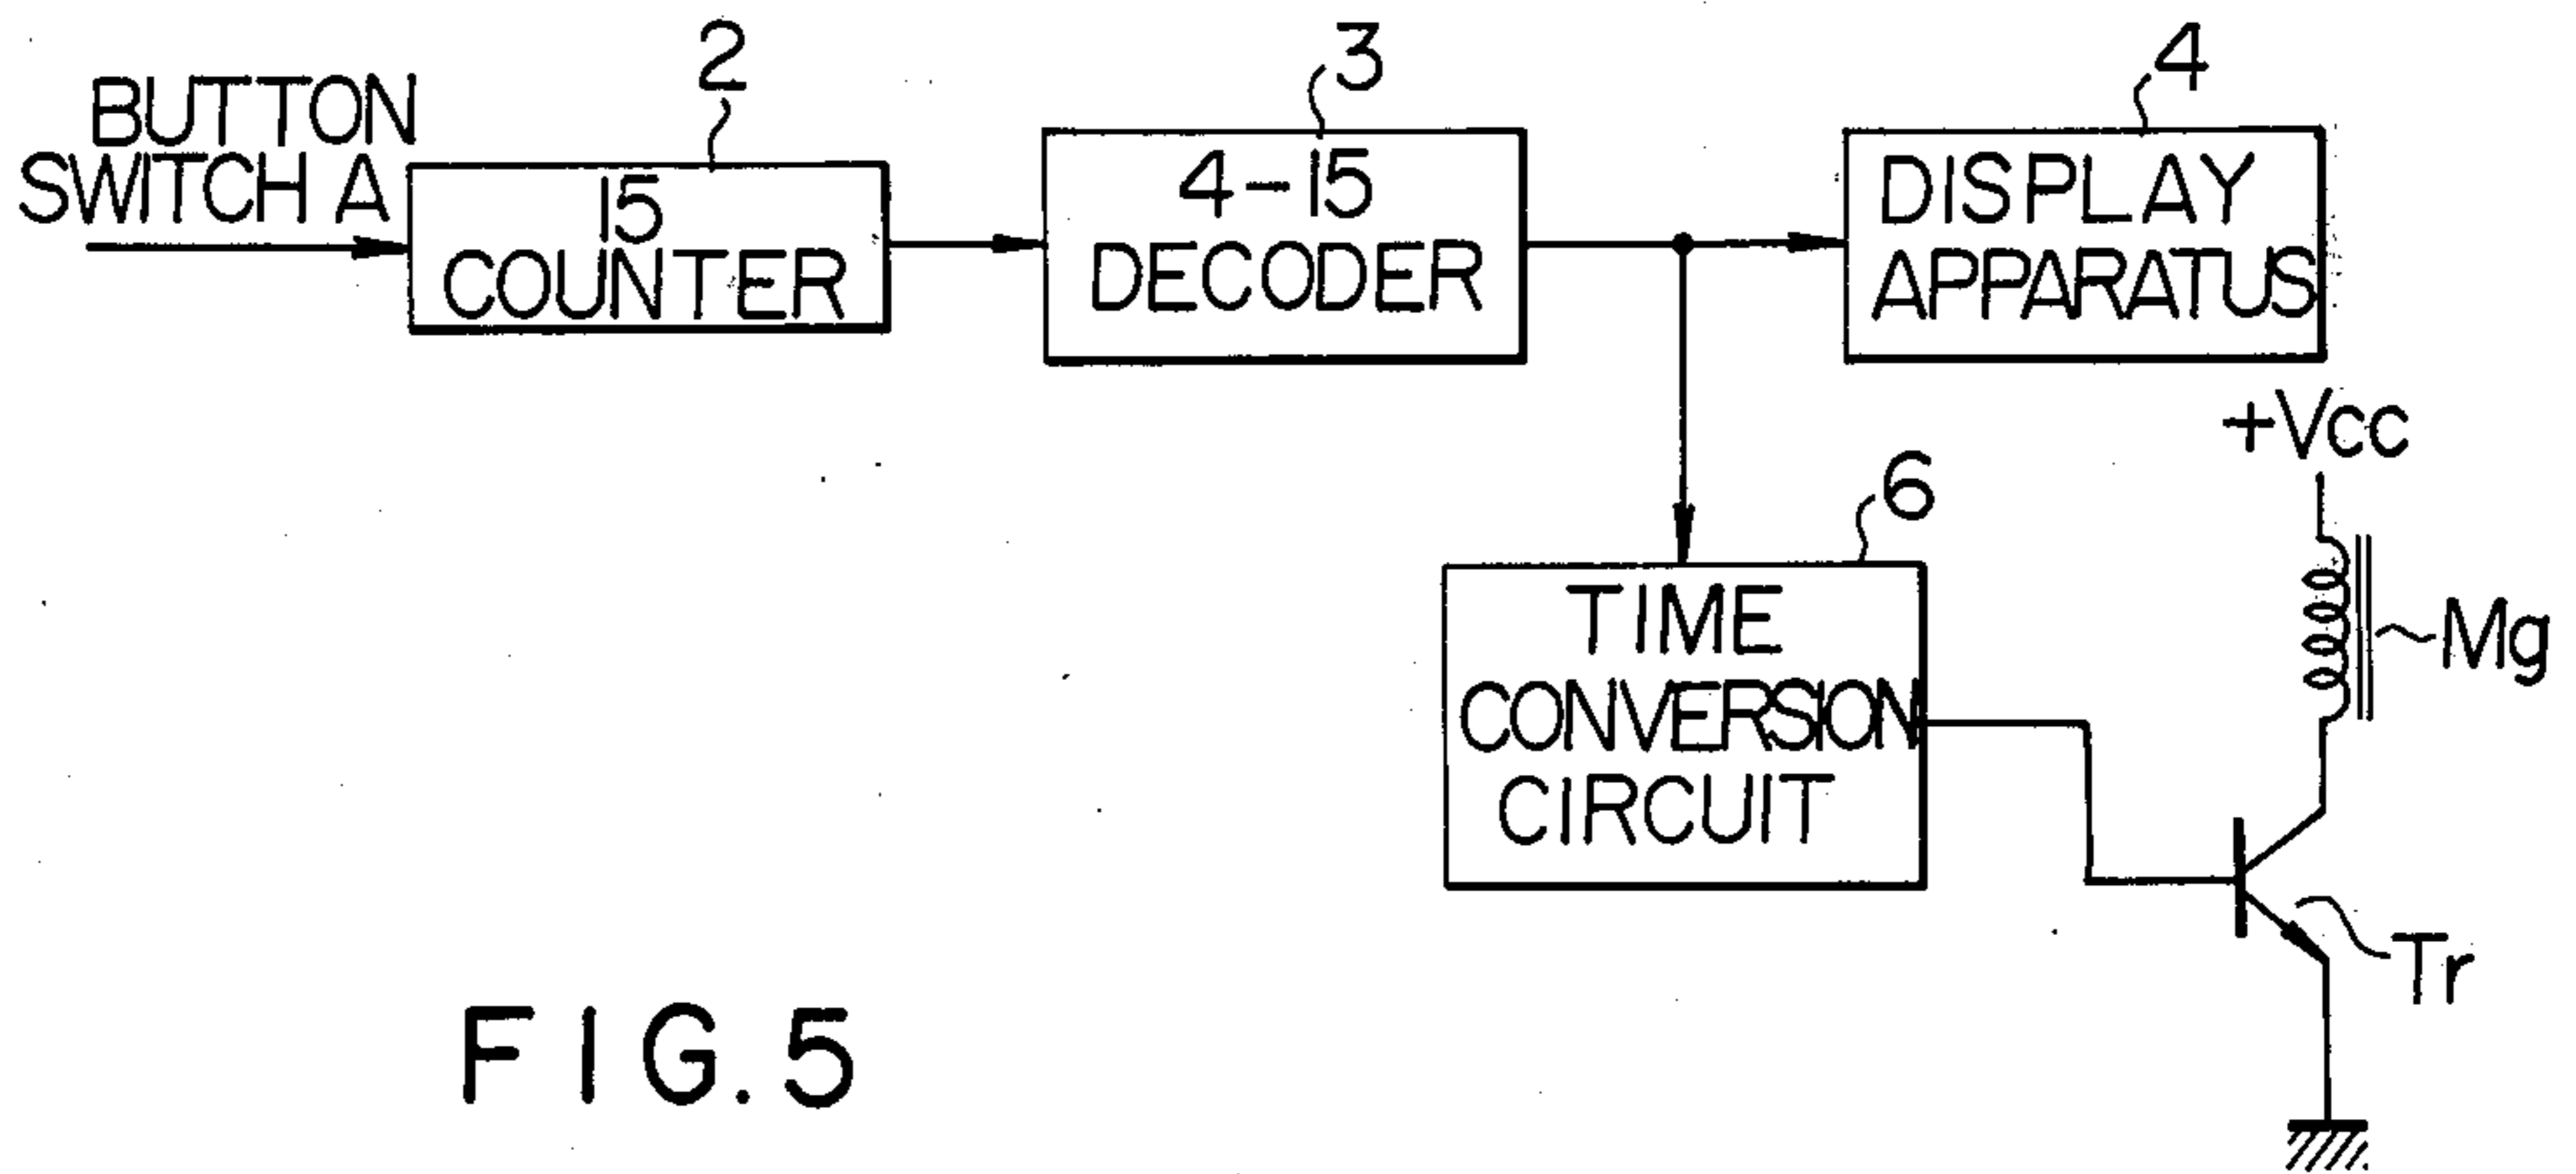 2
3
4
BUTTON
SWITCH A
15
COUNTER
4-15
DECODER
DISPLAY
APPARATUS
+Vcc
6
TIME
CONVERSION
CIRCUIT
Mg
Tr
FIG. 5